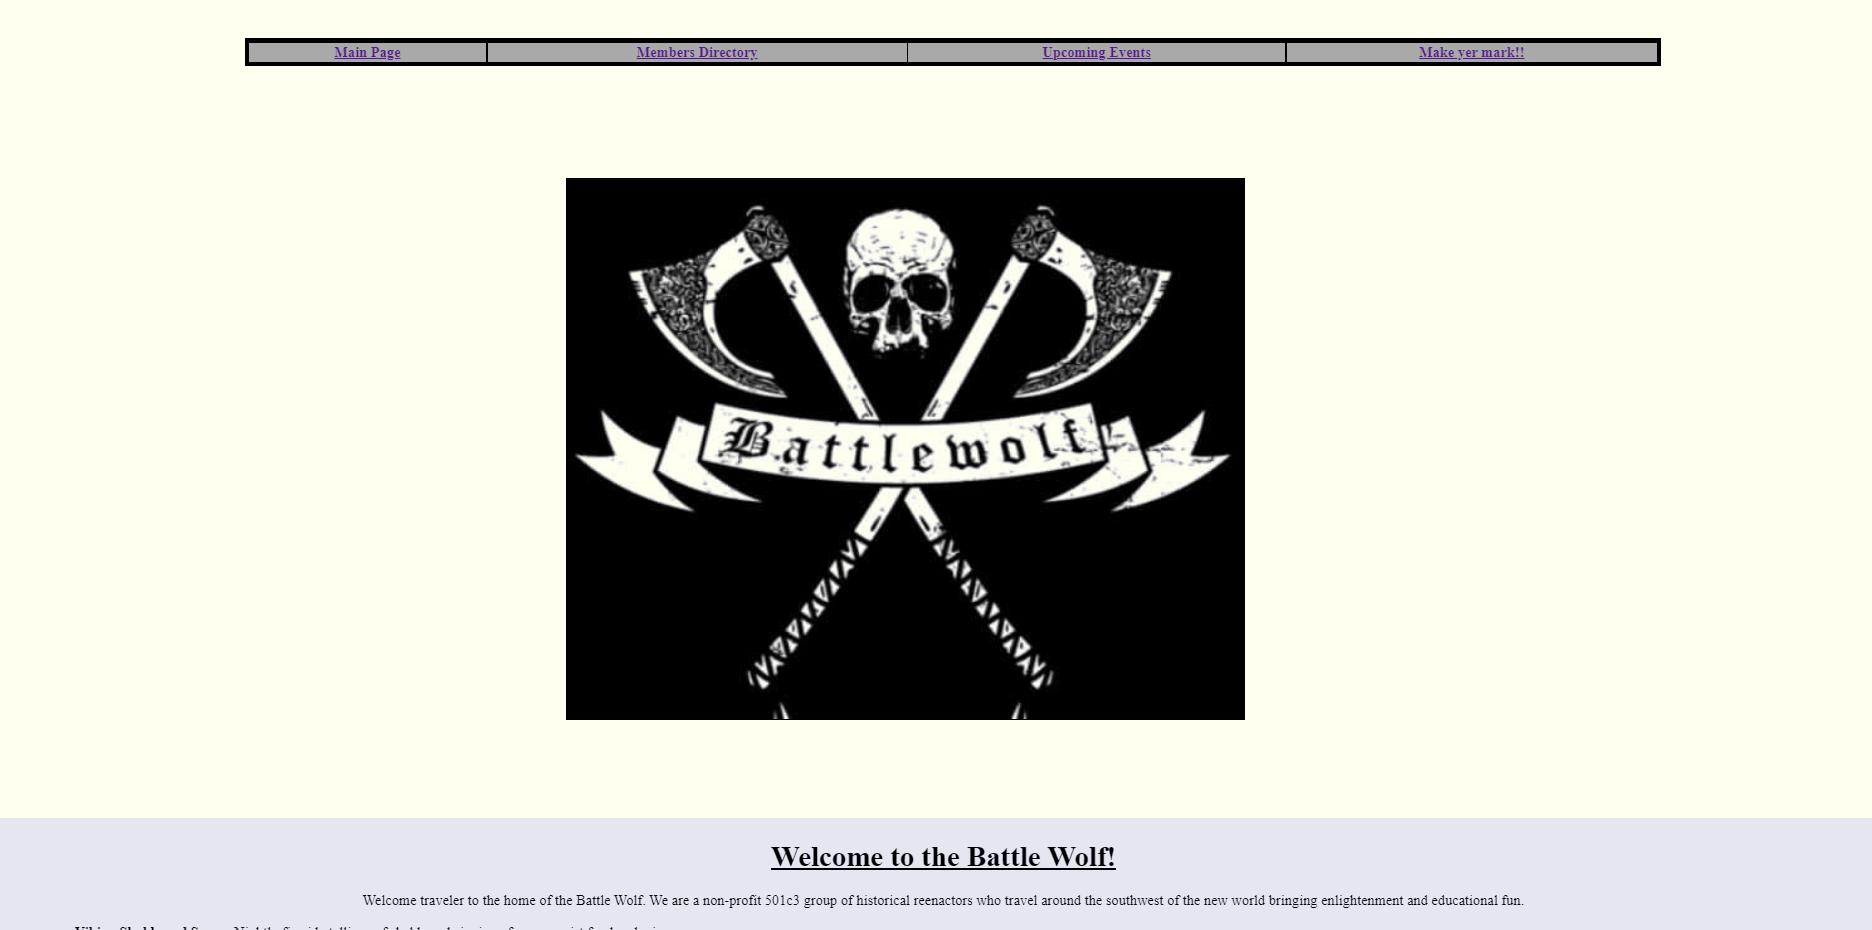 Main Page Members Directory Upcoming Events Make yer mark!!
Battlewolf
Welcome to the Battle Wolf!
Welcome traveler to the home of the Battle Wolf. We are a non-profit 501c3 group of historical reenactors who travel around the southwest of the new world bringing enlightenment and educational fun.